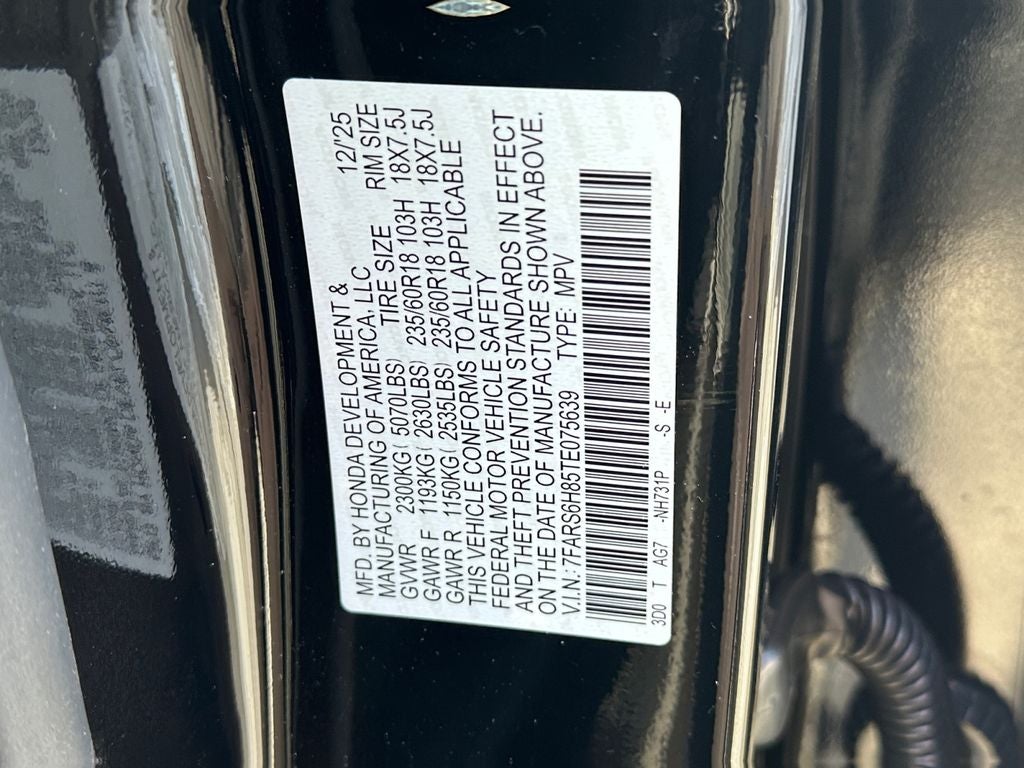 MFD. BY HONDA DEVELOPMENT &
MANUFACTURING OF AMERICA, LLC 12/'25
GVWR 2300KG ( 5070LBS) TIRE SIZE RIM SIZE
GAWR F 1193KG ( 2630LBS) 235/60R18 103H 18X7.5J
GAWR R 1150KG ( 2535LBS) 235/60R18 103H 18X7.5J
THIS VEHICLE CONFORMS TO ALL APPLICABLE
FEDERAL MOTOR VEHICLE SAFETY
AND THEFT PREVENTION STANDARDS IN EFFECT
ON THE DATE OF MANUFACTURE SHOWN ABOVE.
V.I.N.: 7FARS6H85TE075639 TYPE: MPV
3D0 T AG7 -NH731P -S -E